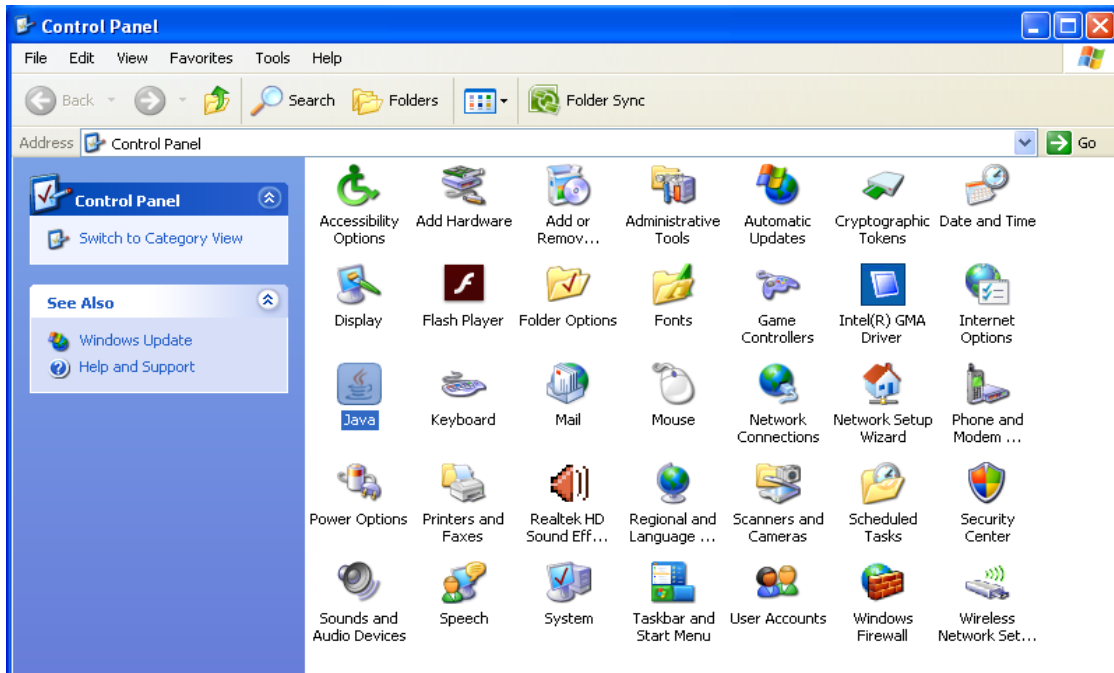 Control Panel
File Edit View Favorites Tools Help
Back Search Folders Folder Sync
Address Control Panel Go
Control Panel
Switch to Category View
See Also
Windows Update
Help and Support
Accessibility Options
Add Hardware
Add or Remov...
Administrative Tools
Automatic Updates
Cryptographic Tokens
Date and Time
Display
Flash Player
Folder Options
Fonts
Game Controllers
Intel(R) GMA Driver
Internet Options
Java
Keyboard
Mail
Mouse
Network Connections
Network Setup Wizard
Phone and Modem ...
Power Options
Printers and Faxes
Realtek HD Sound Eff...
Regional and Language ...
Scanners and Cameras
Scheduled Tasks
Security Center
Sounds and Audio Devices
Speech
System
Taskbar and Start Menu
User Accounts
Windows Firewall
Wireless Network Set...